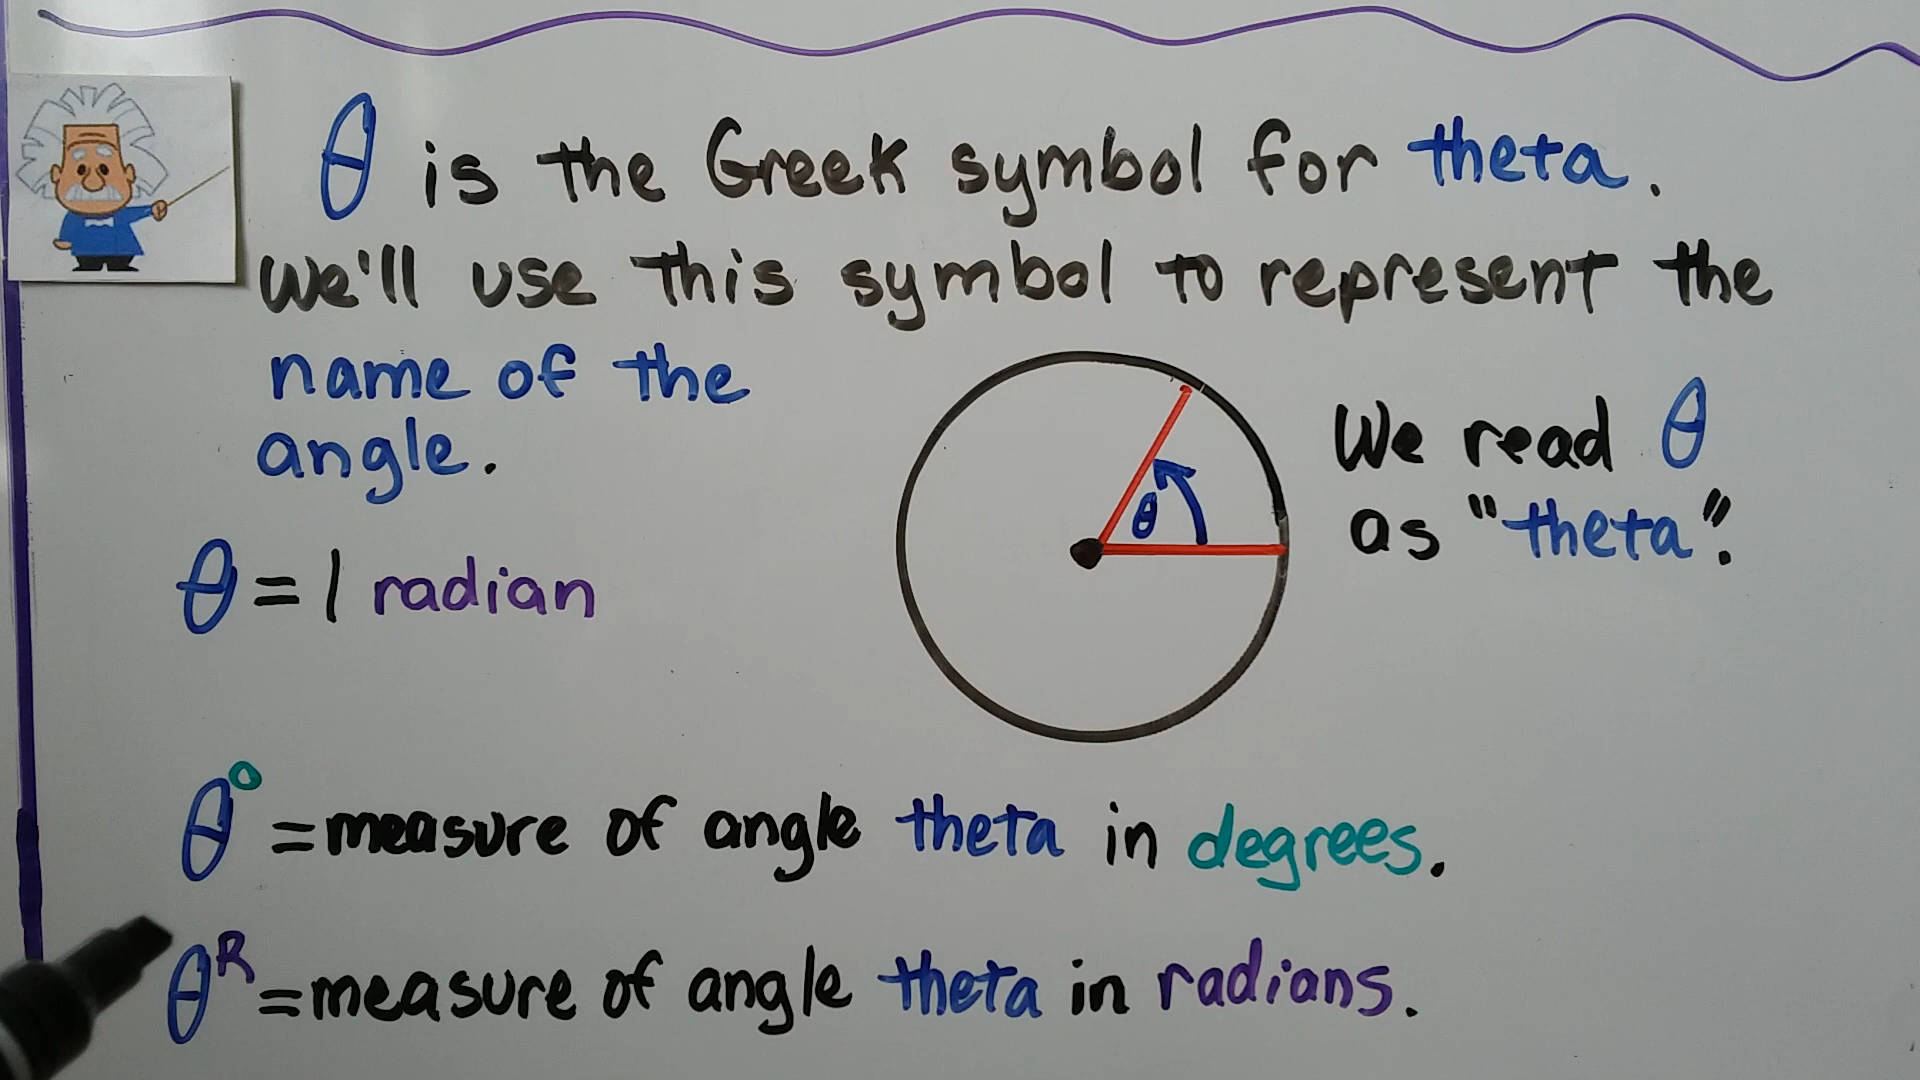 θ is the Greek symbol for theta.
We'll use this symbol to represent the
name of the
angle.
We read θ
as "theta".
θ
θ = 1 radian
θ° = measure of angle theta in degrees.
θᴿ = measure of angle theta in radians.